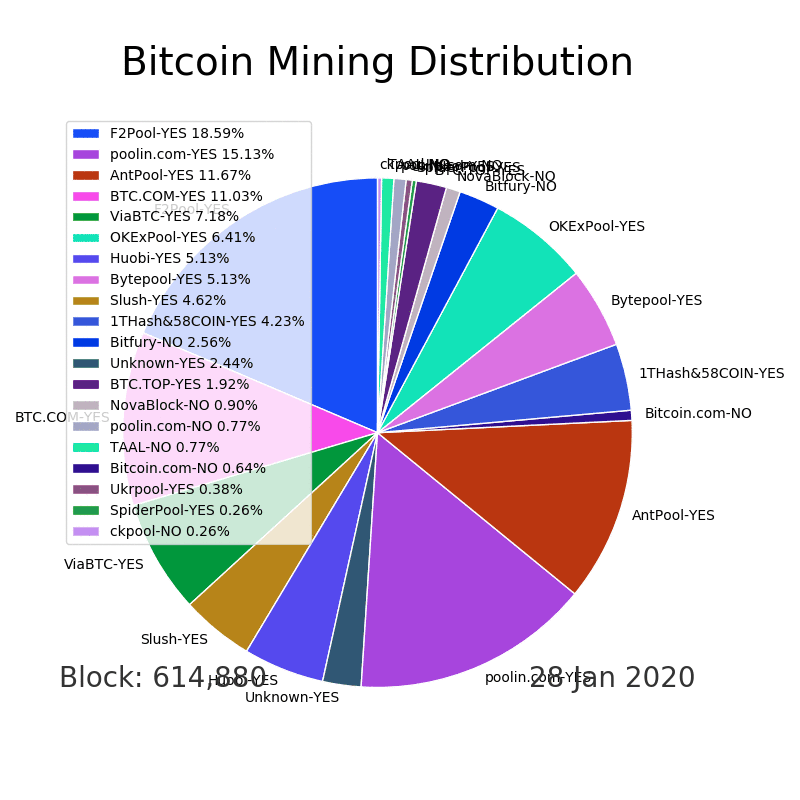 Bitcoin Mining Distribution
F2Pool-YES 18.59%
poolin.com-YES 15.13%
AntPool-YES 11.67%
BTC.COM-YES 11.03%
ViaBTC-YES 7.18%
OKExPool-YES 6.41%
Huobi-YES 5.13%
Bytepool-YES 5.13%
Slush-YES 4.62%
1THash&58COIN-YES 4.23%
Bitfury-NO 2.56%
Unknown-YES 2.44%
BTC.TOP-YES 1.92%
NovaBlock-NO 0.90%
poolin.com-NO 0.77%
TAAL-NO 0.77%
Bitcoin.com-NO 0.64%
Ukrpool-YES 0.38%
SpiderPool-YES 0.26%
ckpool-NO 0.26%
NovaBlock-NO
Bitfury-NO
OKExPool-YES
Bytepool-YES
1THash&58COIN-YES
Bitcoin.com-NO
AntPool-YES
poolin.com-YES
Unknown-YES
Huobi-YES
Slush-YES
ViaBTC-YES
BTC.COM-YES
F2Pool-YES
Block: 614,880
28 Jan 2020